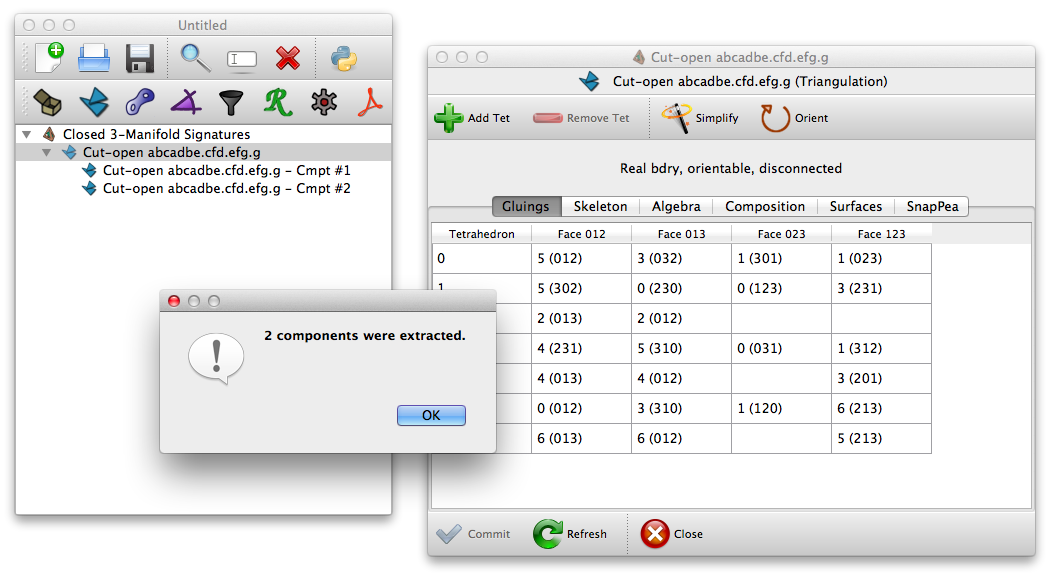 Untitled
Closed 3-Manifold Signatures
Cut-open abcadbe.cfd.efg.g
Cut-open abcadbe.cfd.efg.g – Cmpt #1
Cut-open abcadbe.cfd.efg.g – Cmpt #2
2 components were extracted.
OK
Cut-open abcadbe.cfd.efg.g
Cut-open abcadbe.cfd.efg.g (Triangulation)
Add Tet Remove Tet Simplify Orient
Real bdry, orientable, disconnected
Gluings Skeleton Algebra Composition Surfaces SnapPea
Tetrahedron Face 012 Face 013 Face 023 Face 123
0 5 (012) 3 (032) 1 (301) 1 (023)
1 5 (302) 0 (230) 0 (123) 3 (231)
2 (013) 2 (012)
4 (231) 5 (310) 0 (031) 1 (312)
4 (013) 4 (012) 3 (201)
0 (012) 3 (310) 1 (120) 6 (213)
6 (013) 6 (012) 5 (213)
Commit Refresh Close